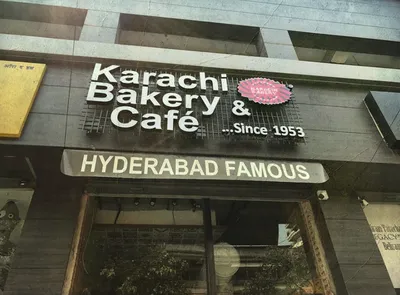 Karachi
Bakery &
Café
...Since 1953
HYDERABAD FAMOUS